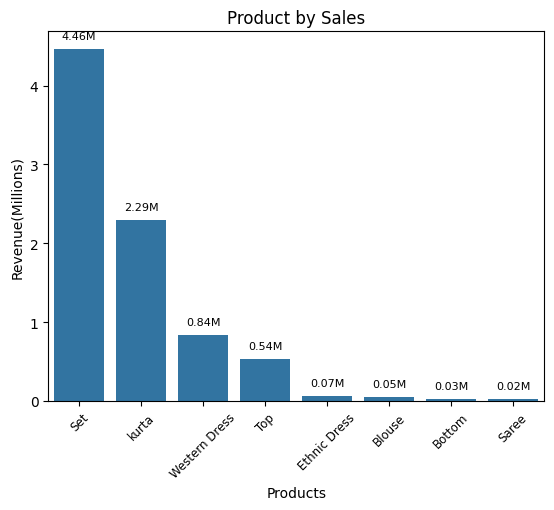 Product by Sales
4.46M
2.29M
0.84M
0.54M
0.07M
0.05M
0.03M
0.02M
Revenue(Millions)
4
3
2
1
0
Set
kurta
Western Dress
Top
Ethnic Dress
Blouse
Bottom
Saree
Products